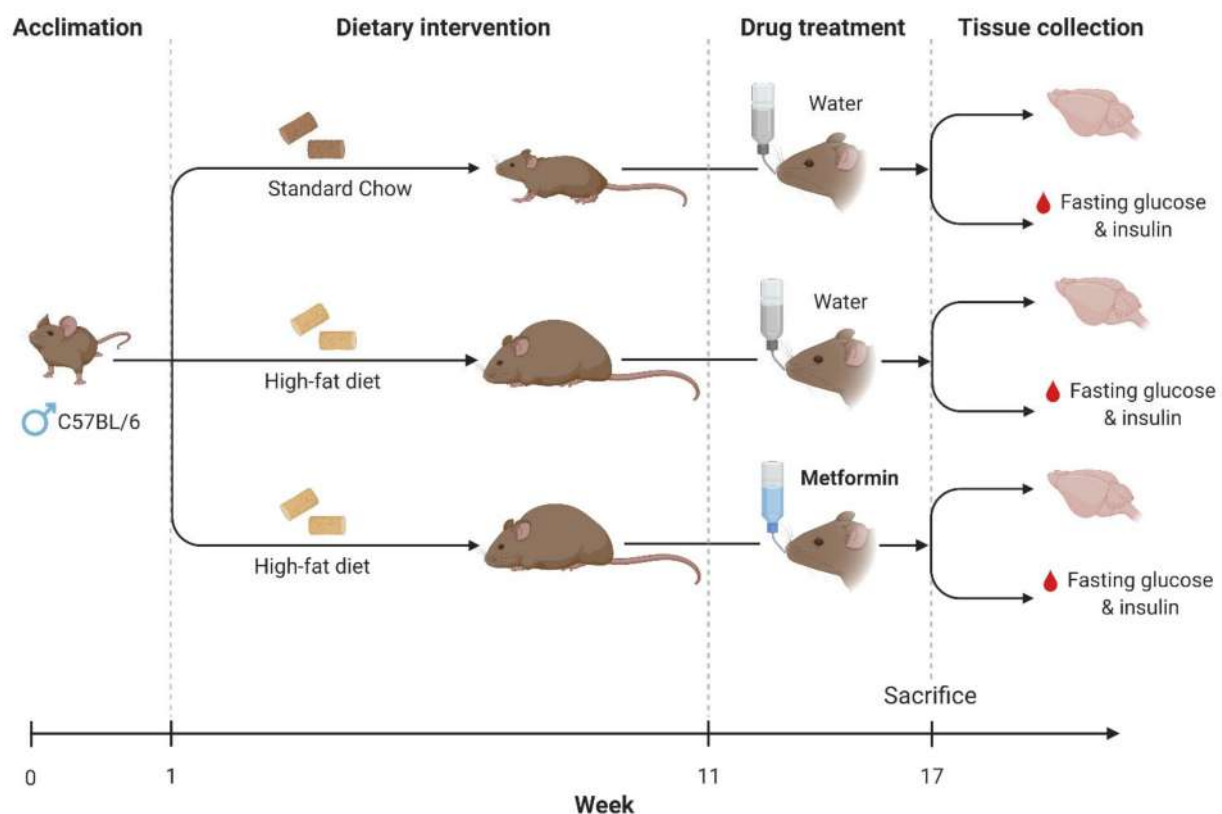 Acclimation
Dietary intervention
Drug treatment
Tissue collection
Standard Chow
Water
Fasting glucose
& insulin
♂ C57BL/6
High-fat diet
Water
Fasting glucose
& insulin
High-fat diet
Metformin
Fasting glucose
& insulin
Sacrifice
0
1
11
17
Week